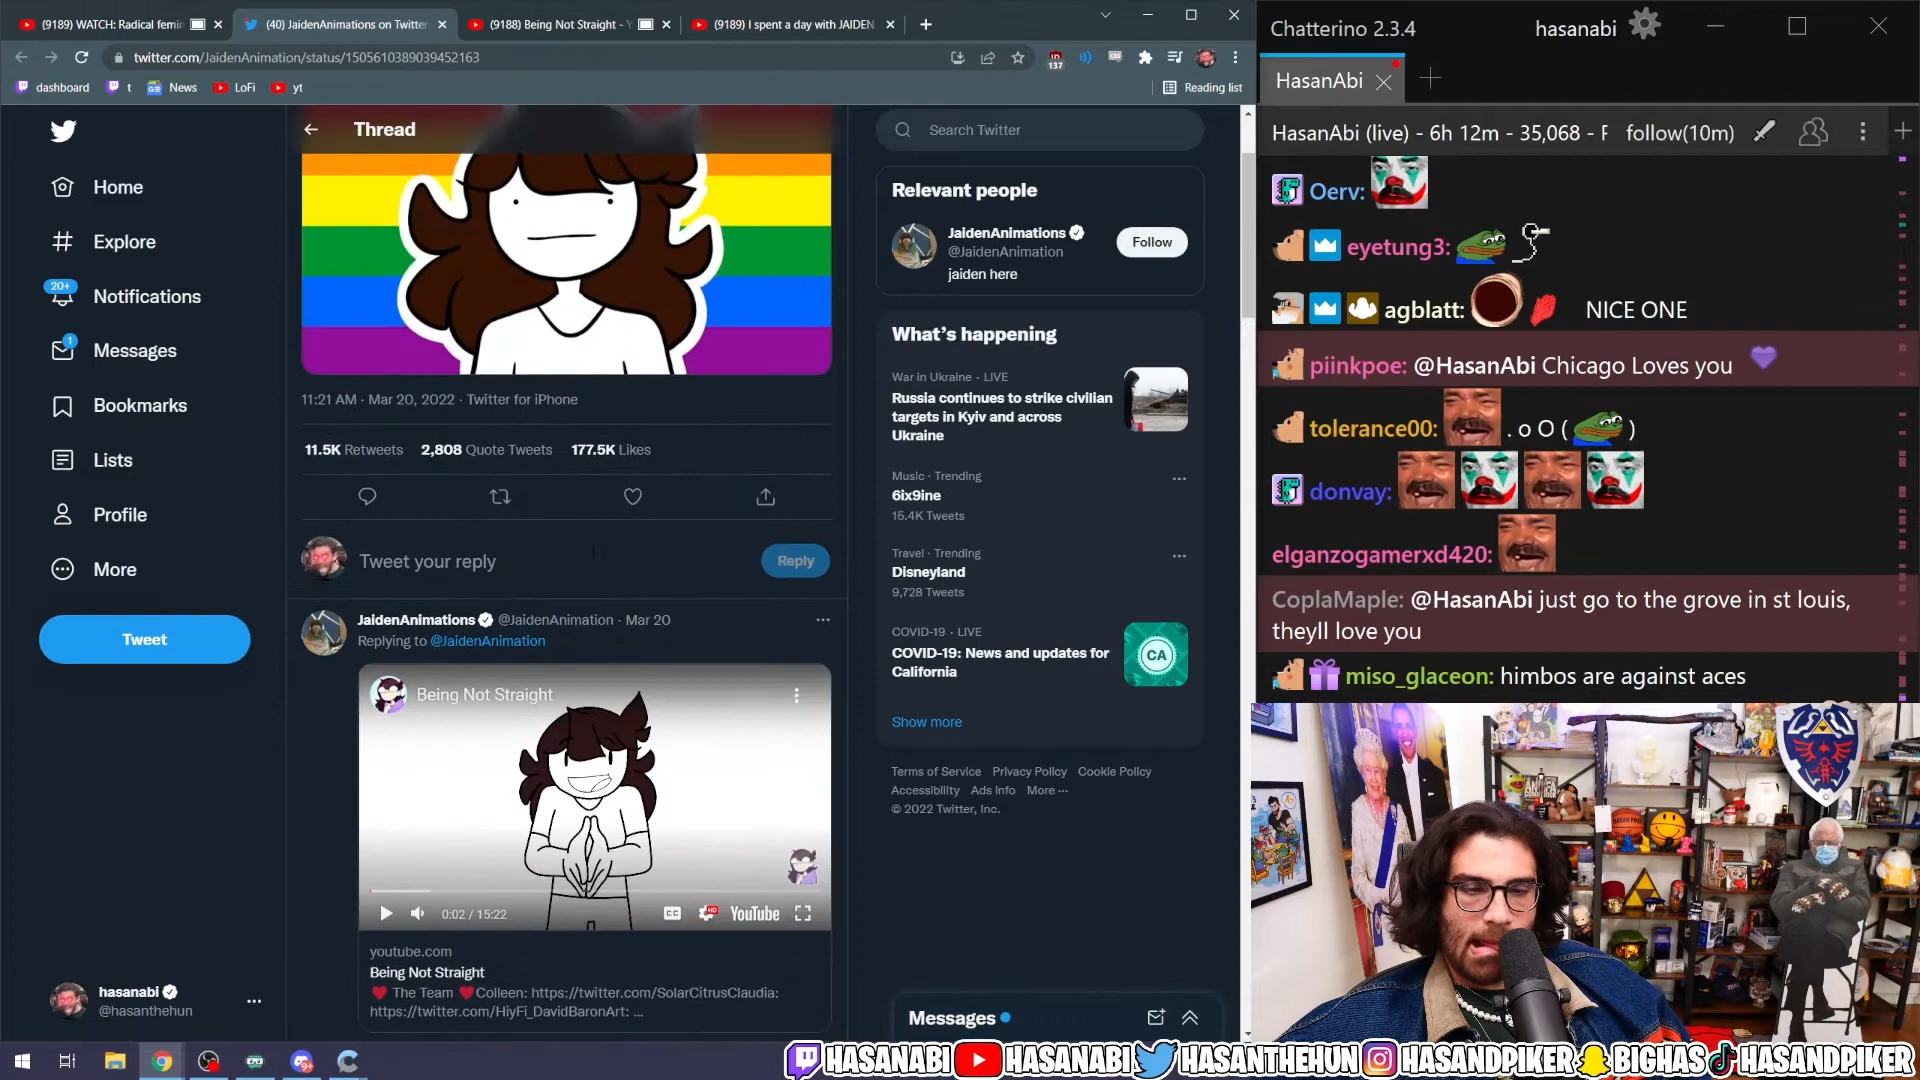 (9189) WATCH: Radical femin
(40) JaidenAnimations on Twitter
(9188) Being Not Straight - Y
(9189) I spent a day with JAIDEN
twitter.com/JaidenAnimation/status/1505610389039452163
137
dashboard
t
News
LoFi
yt
Reading list
Home
Explore
20+
Notifications
1
Messages
Bookmarks
Lists
Profile
More
Tweet
hasanabi
@hasanthehun
Thread
11:21 AM · Mar 20, 2022 · Twitter for iPhone
11.5K Retweets 2,808 Quote Tweets 177.5K Likes
Tweet your reply
Reply
JaidenAnimations @JaidenAnimation · Mar 20
Replying to @JaidenAnimation
Being Not Straight
0:02 / 15:22
CC
HD
YouTube
youtube.com
Being Not Straight
The Team Colleen: https://twitter.com/SolarCitrusClaudia:
https://twitter.com/HiyFi_DavidBaronArt: ...
Search Twitter
Relevant people
JaidenAnimations
@JaidenAnimation
Follow
jaiden here
What's happening
War in Ukraine · LIVE
Russia continues to strike civilian
targets in Kyiv and across
Ukraine
Music · Trending
6ix9ine
15.4K Tweets
Travel · Trending
Disneyland
9,728 Tweets
COVID-19 · LIVE
COVID-19: News and updates for
California
CA
Show more
Terms of Service Privacy Policy Cookie Policy
Accessibility Ads info More
© 2022 Twitter, Inc.
Messages
Chatterino 2.3.4
hasanabi
HasanAbi
HasanAbi (live) - 6h 12m - 35,068 - F follow(10m)
Oerv:
eyetung3:
agblatt: NICE ONE
piinkpoe: @HasanAbi Chicago Loves you
tolerance00: . o O ( )
donvay:
elganzogamerxd420:
CoplaMaple: @HasanAbi just go to the grove in st louis,
theyll love you
miso_glaceon: himbos are against aces
HASANABI HASANABI HASANTHEHUN HASANDPIKER BIGHAS HASANDPIKER